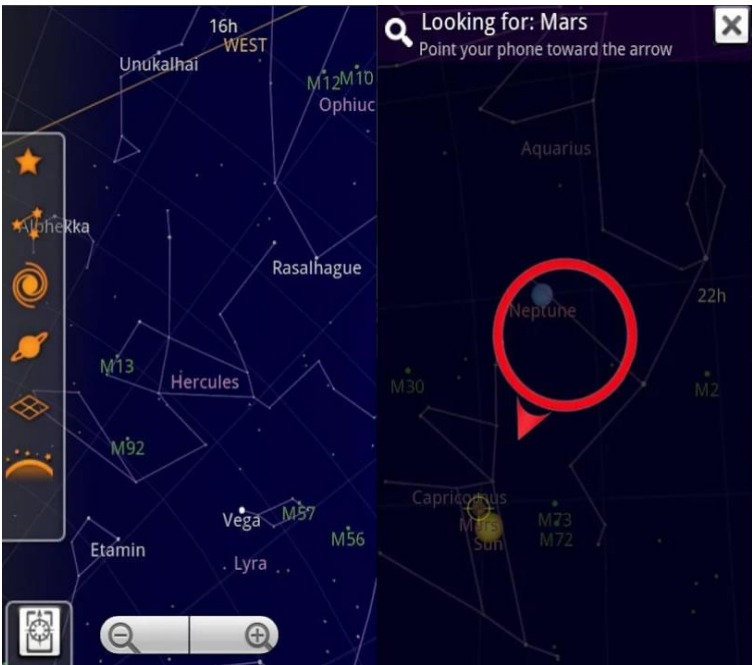 16h
WEST
Unukalhai
M12
M10
Ophiuc
Alphekka
Rasalhague
M13
Hercules
M92
Vega
M57
M56
Etamin
Lyra
Looking for: Mars
Point your phone toward the arrow
Aquarius
22h
Neptune
M30
M2
Capricornus
Mars
Sun
M73
M72